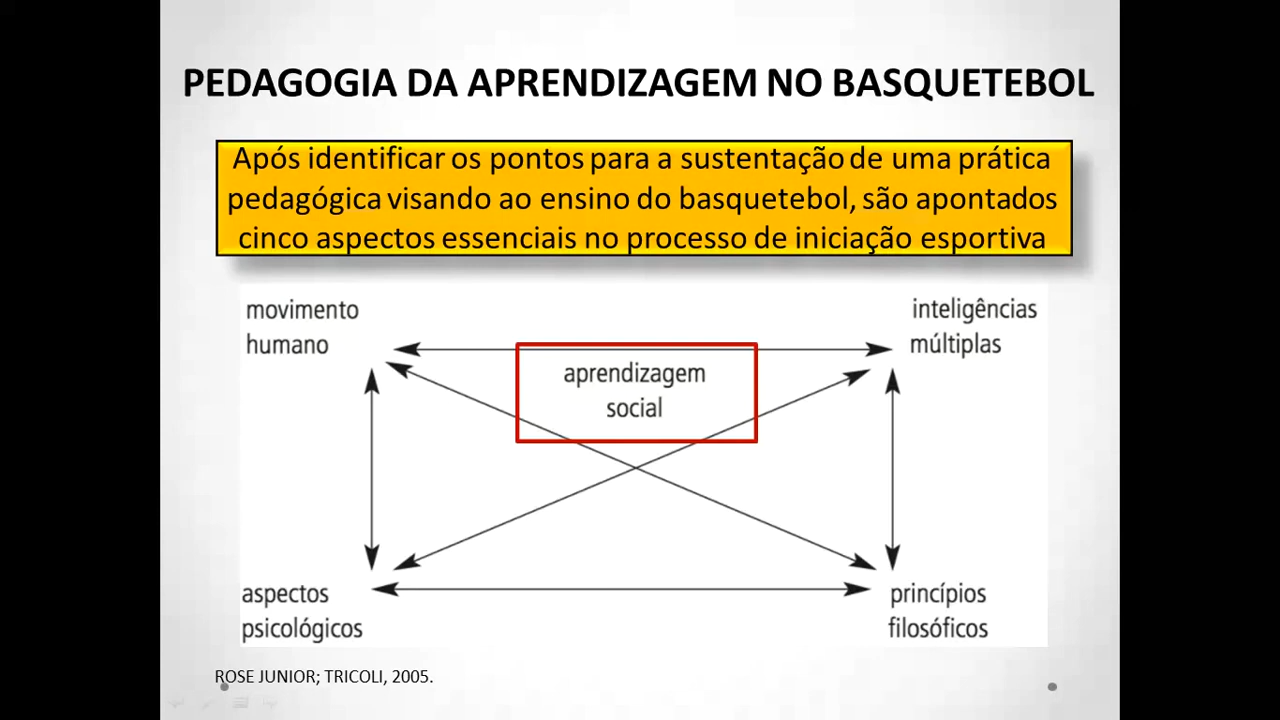 PEDAGOGIA DA APRENDIZAGEM NO BASQUETEBOL
Após identificar os pontos para a sustentação de uma prática
pedagógica visando ao ensino do basquetebol, são apontados
cinco aspectos essenciais no processo de iniciação esportiva
movimento
humano
inteligências
múltiplas
aprendizagem
social
aspectos
psicológicos
princípios
filosóficos
ROSE JUNIOR; TRICOLI, 2005.